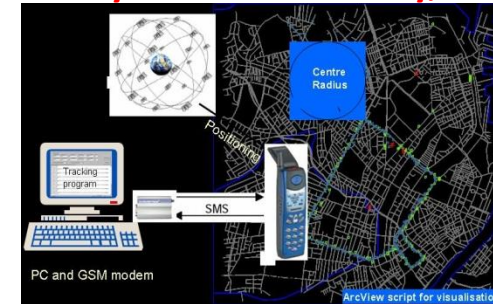 Centre
Radius
Positioning
Tracking
program
SMS
PC and GSM modem
ArcView script for visualisatio